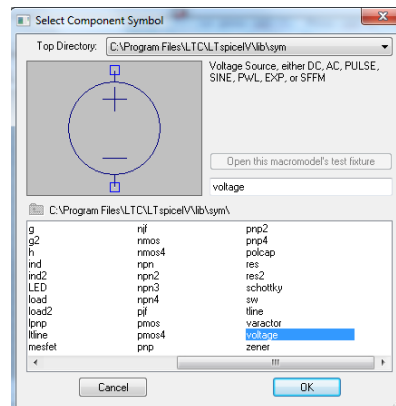 Select Component Symbol
Top Directory: C:\Program Files\LTC\LTspiceIV\lib\sym
Voltage Source, either DC, AC, PULSE,
SINE, PWL, EXP, or SFFM
Open this macromodel's test fixture
voltage
C:\Program Files\LTC\LTspiceIV\lib\sym\
g njf pnp2
g2 nmos pnp4
h nmos4 polcap
ind npn res
ind2 npn2 res2
LED npn3 schottky
load npn4 sw
load2 pjf tline
lpnp pmos varactor
ltline pmos4 voltage
mesfet pnp zener
Cancel OK